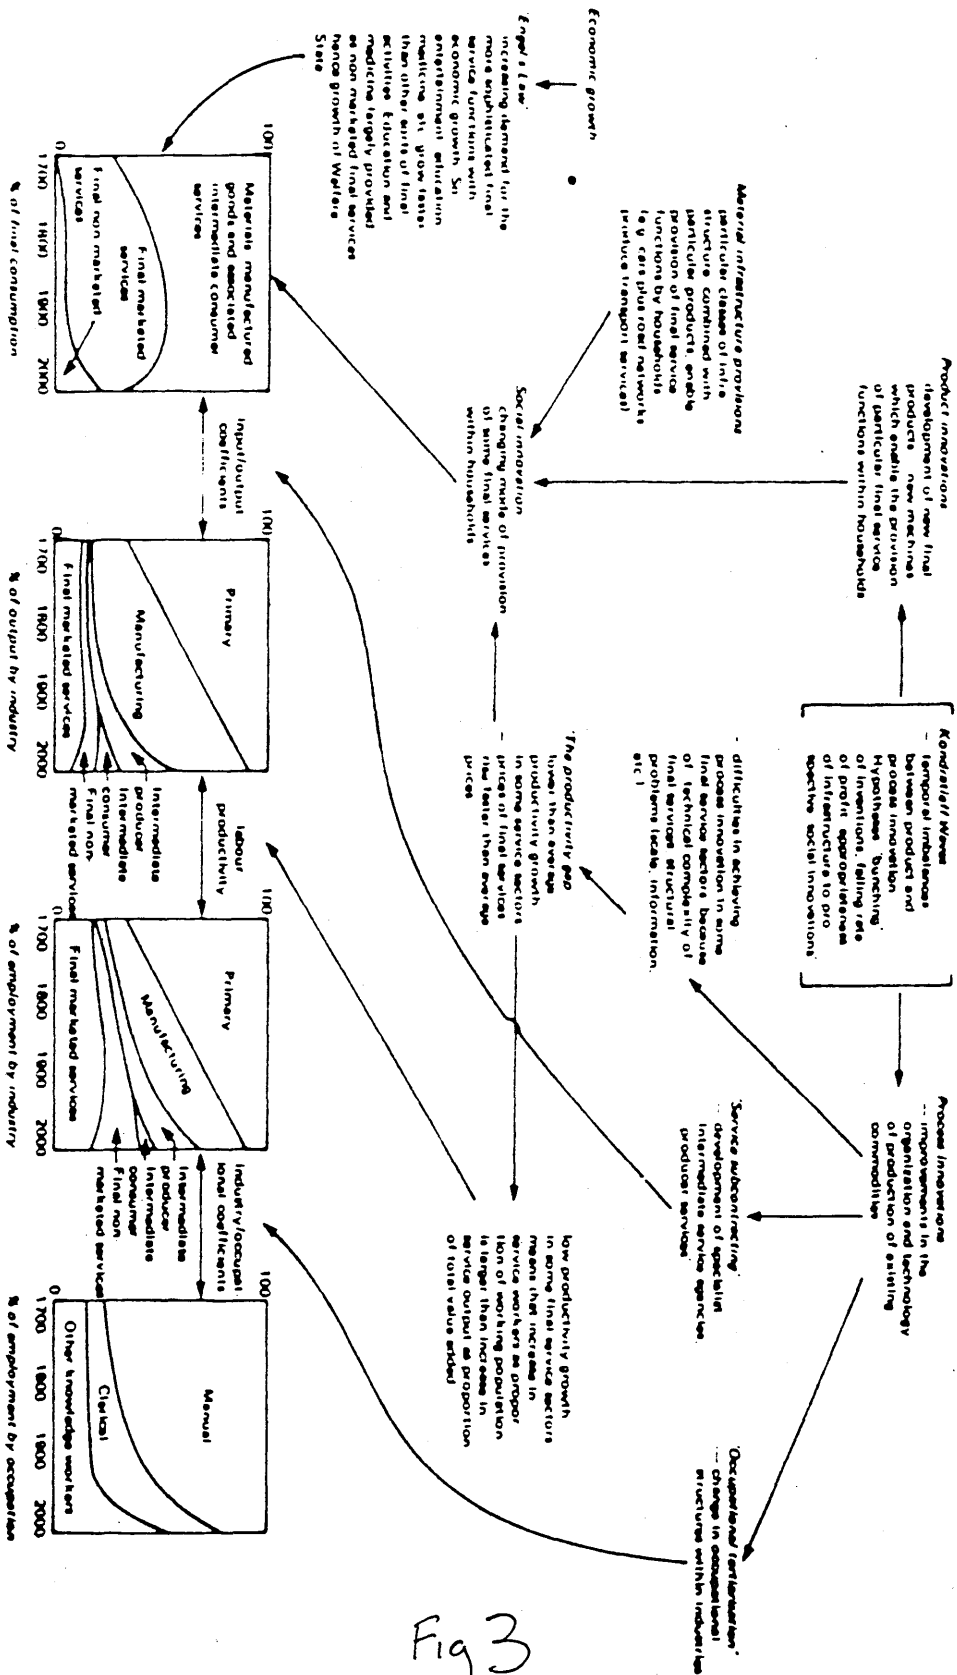 Kondratieff Waves
- temporal imbalances
between product and
process innovation
Hypotheses 'bunching'
of inventions, falling rate
of profit appropriateness
of infrastructure to pro
spective social innovations
Product innovations
development of new final
products new machines
which enable the provision
of particular final service
functions within households
Process innovations
-- improvements in the
organization and technology
of production of existing
commodities
Material infrastructure provisions
particular classes of infra
structure combined with
particular products, enable
provision of final service
functions by households
(e.g. cars plus road networks
produce transport services)
- difficulties in achieving
process innovation in some
final service sectors because
of technical complexity of
final services structural
problems locale, information,
etc )
'Service subcontracting'
-- development of specialist
intermediate service agencies,
producer services
'Occupational tertiarisation'
-- change in occupational
structures within industries
Economic growth
'Engel's Law'
increasing demand for the
more sophisticated final
service functions with
economic growth So
entertainment education
medicine etc grow faster
than other sorts of final
activities Education and
medicine largely provided
as non marketed final services
hence growth of Welfare
State
Social innovation
changing mode of provision
of some final services
within households
'The productivity gap'
lower than average
productivity growth
in some service sectors
- prices of final services
rise faster than average
prices
low productivity growth
in some final service sectors
means that increase in
service workers as propor
tion of working population
is larger than increase in
service output as proportion
of total value added
100
Materials manufactured
goods and associated
intermediate consumer
services
Final marketed
services
Final non marketed
services
0
1700 1800 1900 2000
% of final consumption
input/output
coefficients
100
Primary
Manufacturing
Final marketed services
Intermediate
producer
Intermediate
consumer
Final non-
marketed services
0
1700 1800 1900 2000
% of output by industry
labour
productivity
100
Primary
Manufacturing
Final marketed services
Intermediate
producer
Intermediate
consumer
Final non
marketed services
0
1700 1800 1900 2000
% of employment by industry
Industry/occupat
ional coefficients
100
Manual
Clerical
Other knowledge workers
0
1700 1800 1900 2000
% of employment by occupation
Fig 3